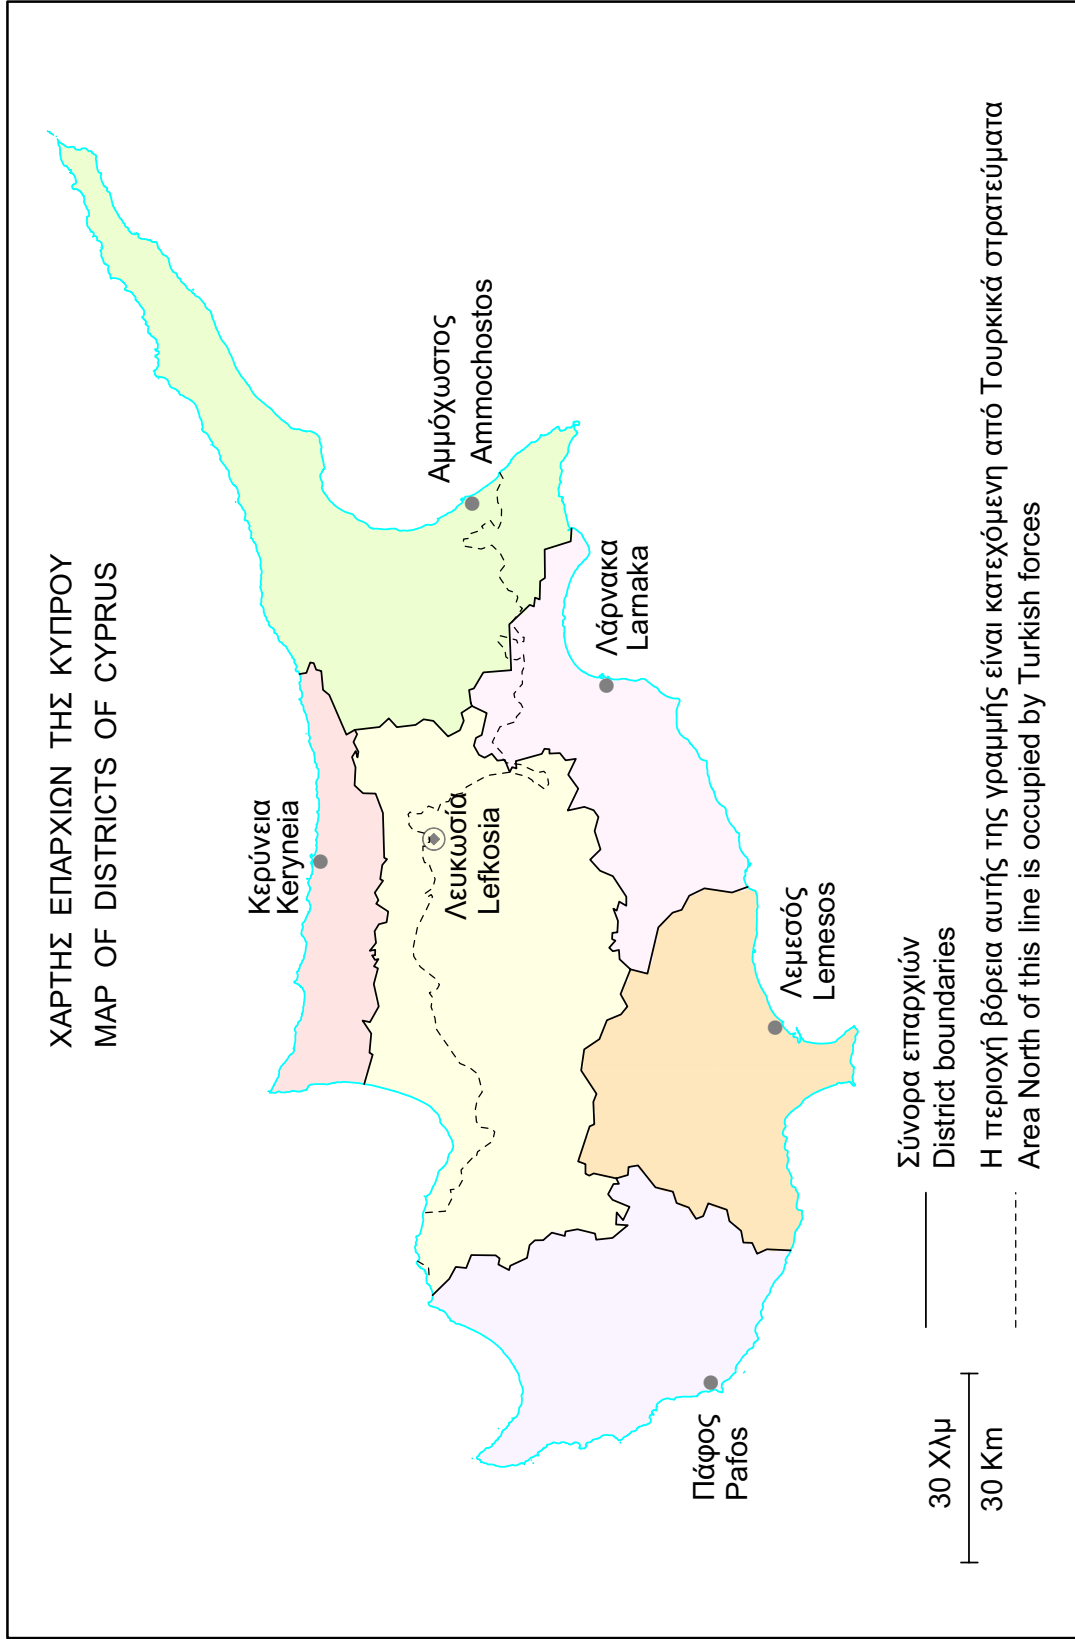 ΧΑΡΤΗΣ ΕΠΑΡΧΙΩΝ ΤΗΣ ΚΥΠΡΟΥ
MAP OF DISTRICTS OF CYPRUS
Κερύνεια
Keryneia
Αμμόχωστος
Ammochostos
Λευκωσία
Lefkosia
Λάρνακα
Larnaka
Πάφος
Pafos
Λεμεσός
Lemesos
30 Χλμ
30 Km
Σύνορα επαρχιών
District boundaries
Η περιοχή βόρεια αυτής της γραμμής είναι κατεχόμενη από Τουρκικά στρατεύματα
Area North of this line is occupied by Turkish forces